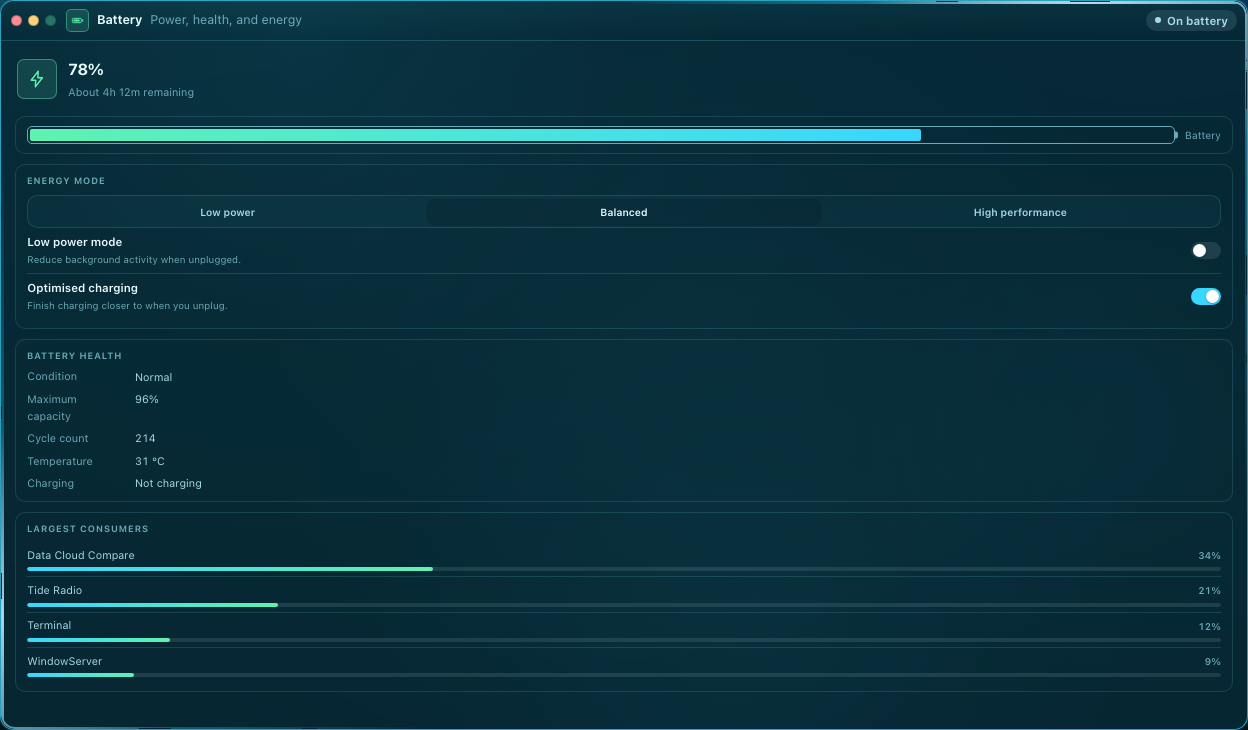 Battery Power, health, and energy
On battery
78%
About 4h 12m remaining
Battery
ENERGY MODE
Low power
Balanced
High performance
Low power mode
Reduce background activity when unplugged.
Optimised charging
Finish charging closer to when you unplug.
BATTERY HEALTH
Condition Normal
Maximum 96%
capacity
Cycle count 214
Temperature 31 °C
Charging Not charging
LARGEST CONSUMERS
Data Cloud Compare 34%
Tide Radio 21%
Terminal 12%
WindowServer 9%